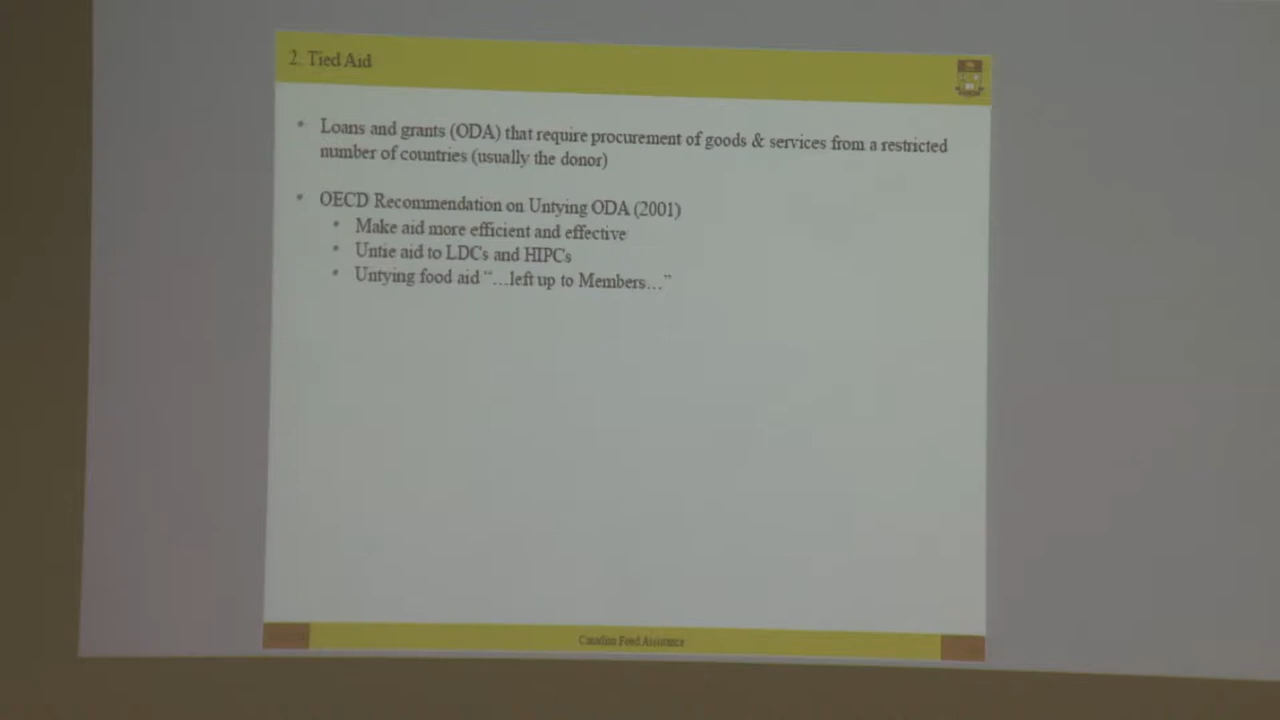 2. Tied Aid
• Loans and grants (ODA) that require procurement of goods & services from a restricted
number of countries (usually the donor)
• OECD Recommendation on Untying ODA (2001)
• Make aid more efficient and effective
• Untie aid to LDCs and HIPCs
• Untying food aid “…left up to Members…”
Canadian Food Assistance